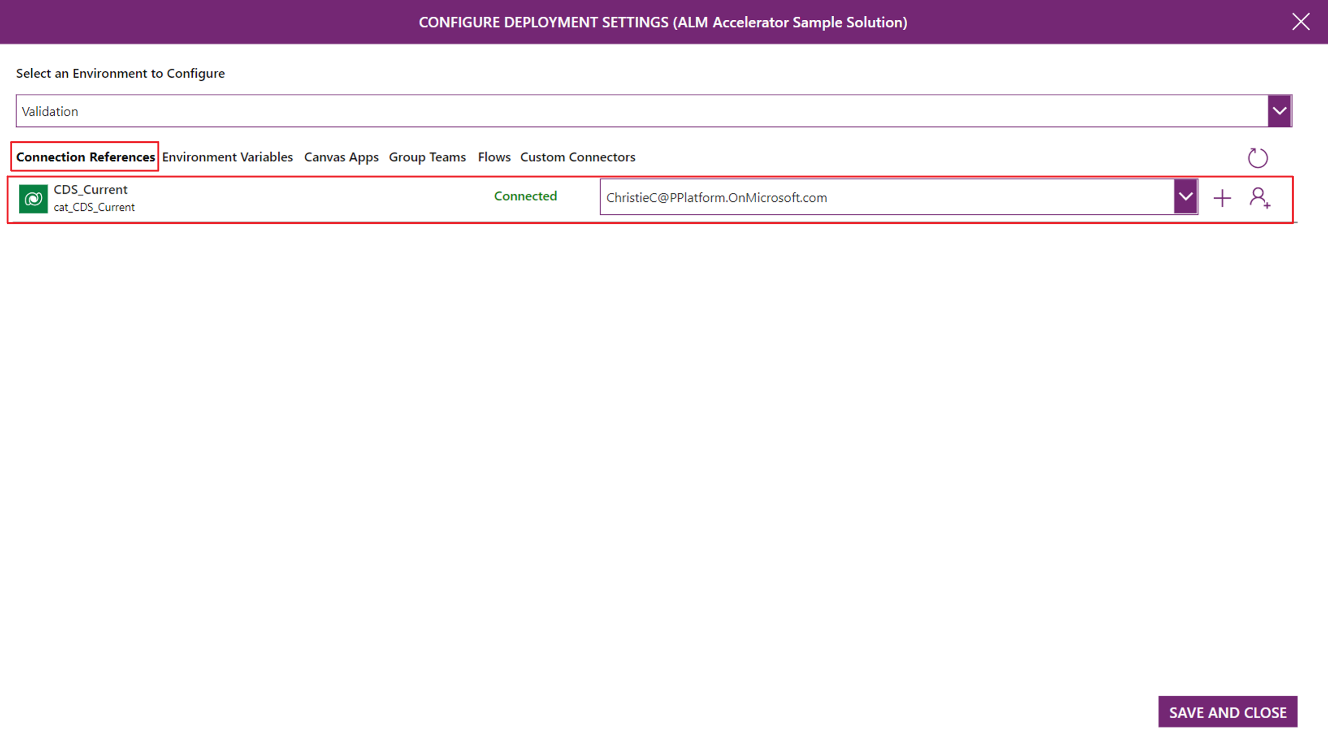 CONFIGURE DEPLOYMENT SETTINGS (ALM Accelerator Sample Solution)
Select an Environment to Configure
Validation
Connection References Environment Variables Canvas Apps Group Teams Flows Custom Connectors
CDS_Current
cat_CDS_Current
Connected
ChristieC@PPlatform.OnMicrosoft.com
SAVE AND CLOSE